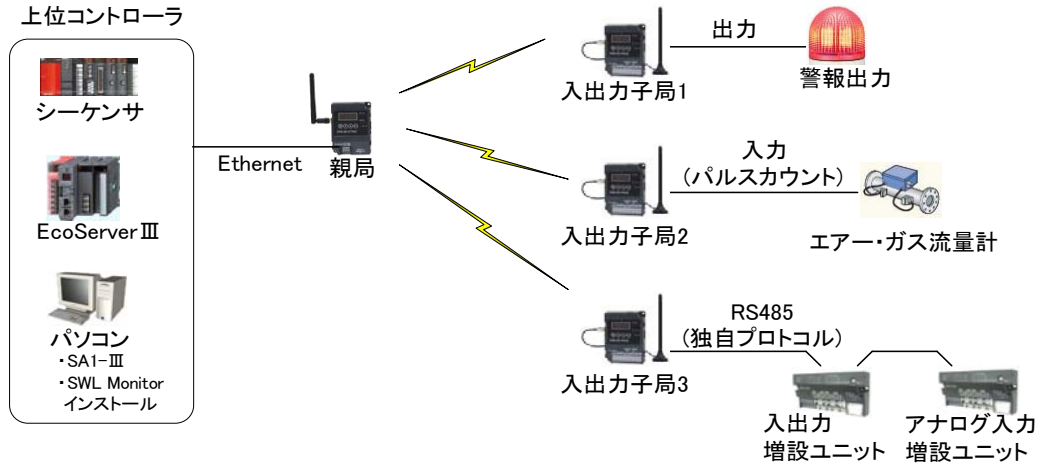 上位コントローラ
シーケンサ
EcoServerⅢ
パソコン
・SA1-Ⅲ
・SWL Monitor
インストール
Ethernet
親局
入出力子局1
出力
警報出力
入出力子局2
入力
(パルスカウント)
エアー・ガス流量計
入出力子局3
RS485
(独自プロトコル)
入出力
増設ユニット
アナログ入力
増設ユニット